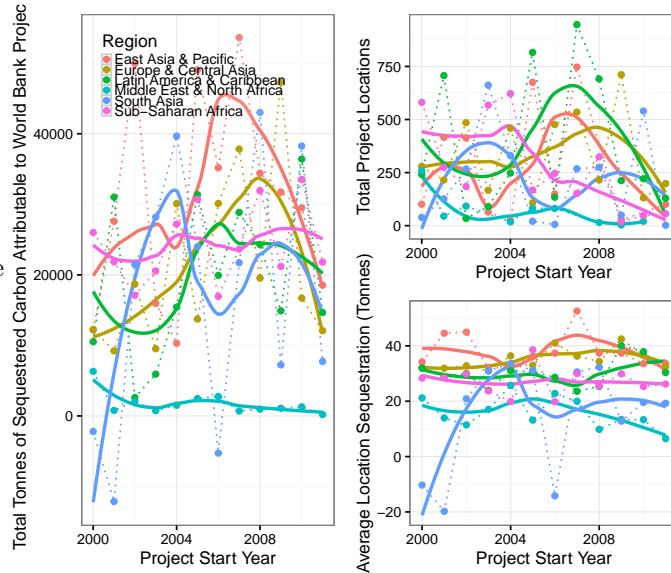 Total Tonnes of Sequestered Carbon Attributable to World Bank Projec
Region
East Asia & Pacific
Europe & Central Asia
Latin America & Caribbean
Middle East & North Africa
South Asia
Sub-Saharan Africa
40000
20000
0
2000
2004
2008
Project Start Year
Total Project Locations
750
500
250
0
2000
2004
2008
Project Start Year
Average Location Sequestration (Tonnes)
40
20
0
−20
2000
2004
2008
Project Start Year